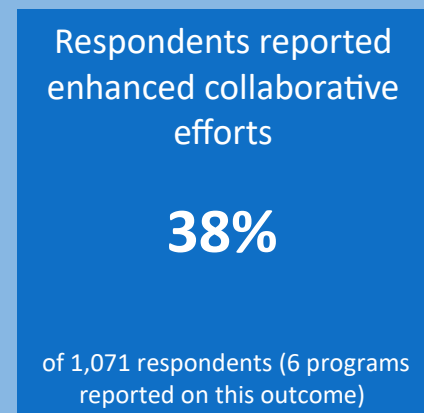 Respondents reported
enhanced collaborative
efforts
38%
of 1,071 respondents (6 programs
reported on this outcome)